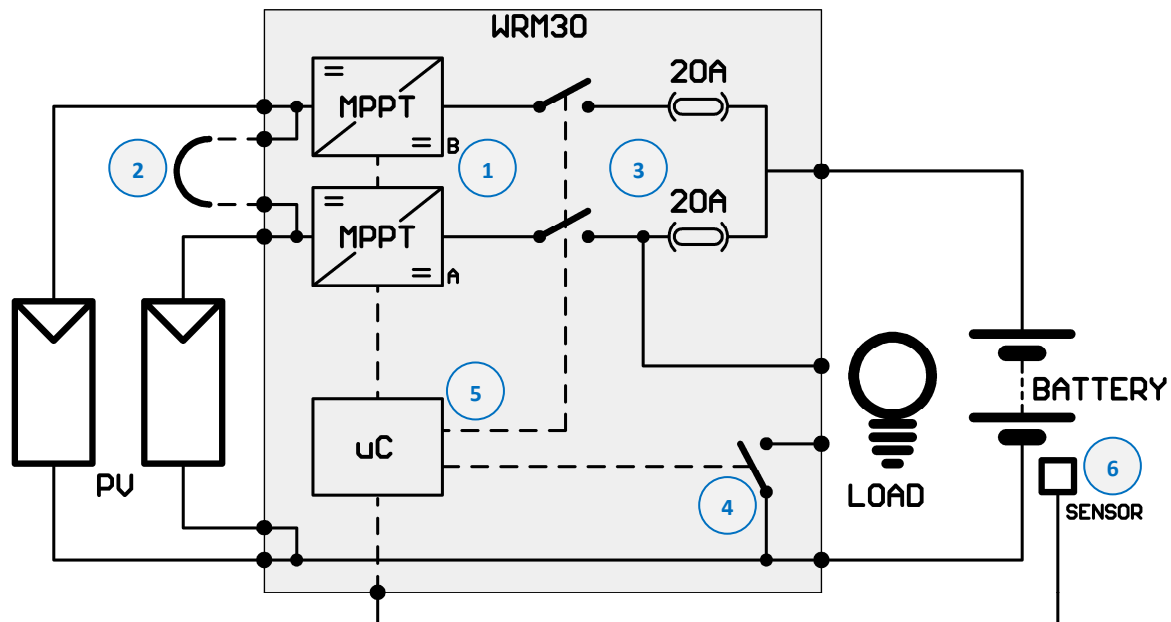 WRM30
20A
=
MPPT
=
B
2
1
3
=
MPPT
=
A
20A
5
uC
PV
4
LOAD
BATTERY
6
SENSOR